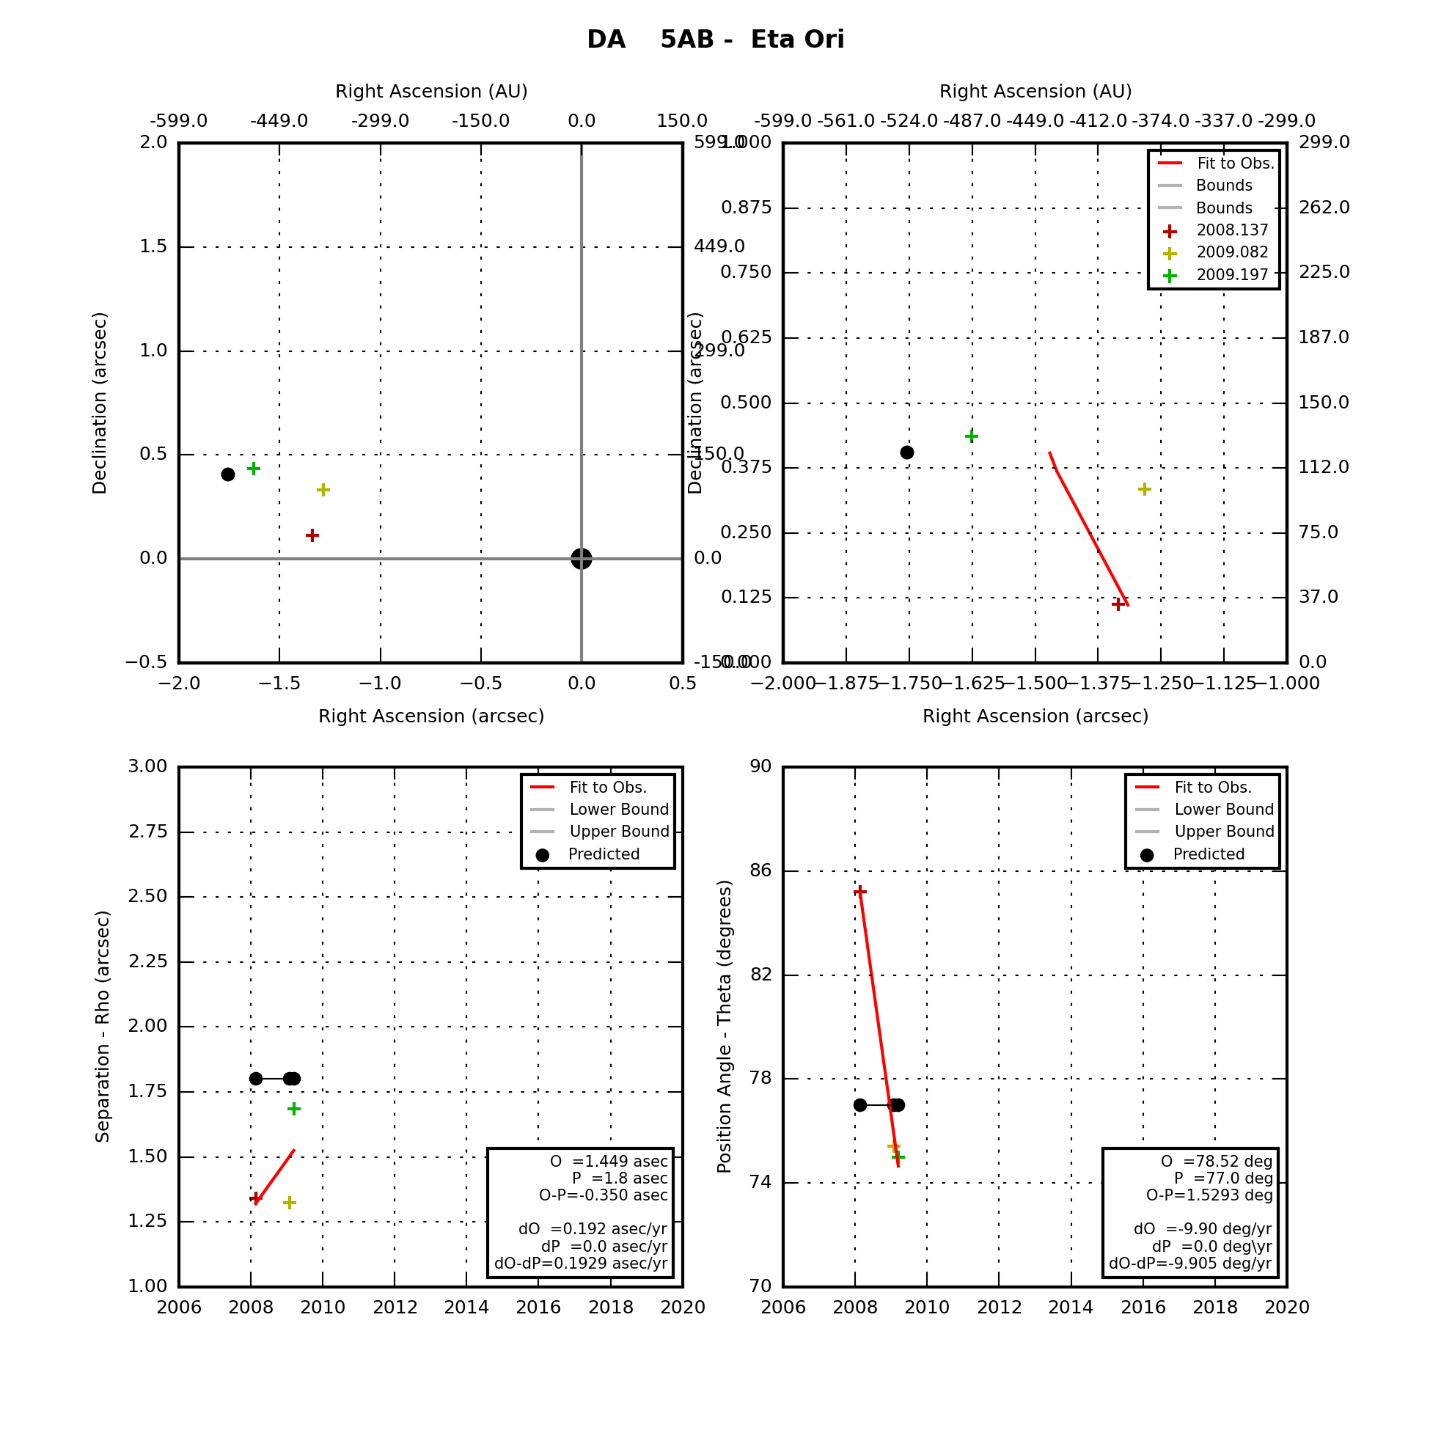 DA    5AB -  Eta Ori
Right Ascension (AU)
-599.0 -449.0 -299.0 -150.0 0.0 150.0
2.0
1.5
1.0
0.5
0.0
−0.5
Declination (arcsec)
599.0
449.0
299.0
150.0
0.0
-150.0
−2.0 −1.5 −1.0 −0.5 0.0 0.5
Right Ascension (arcsec)
Right Ascension (AU)
-599.0 -561.0 -524.0 -487.0 -449.0 -412.0 -374.0 -337.0 -299.0
1.000
0.875
0.750
0.625
0.500
0.375
0.250
0.125
0.000
Declination (arcsec)
Fit to Obs.
Bounds
Bounds
2008.137
2009.082
2009.197
299.0
262.0
225.0
187.0
150.0
112.0
75.0
37.0
0.0
−2.000 −1.875 −1.750 −1.625 −1.500 −1.375 −1.250 −1.125 −1.000
Right Ascension (arcsec)
3.00
2.75
2.50
2.25
2.00
1.75
1.50
1.25
1.00
Separation - Rho (arcsec)
Fit to Obs.
Lower Bound
Upper Bound
Predicted
O  =1.449 asec
P  =1.8 asec
O-P=-0.350 asec
dO  =0.192 asec/yr
dP  =0.0 asec/yr
dO-dP=0.1929 asec/yr
2006 2008 2010 2012 2014 2016 2018 2020
90
86
82
78
74
70
Position Angle - Theta (degrees)
Fit to Obs.
Lower Bound
Upper Bound
Predicted
O  =78.52 deg
P  =77.0 deg
O-P=1.5293 deg
dO  =-9.90 deg/yr
dP  =0.0 deg\yr
dO-dP=-9.905 deg/yr
2006 2008 2010 2012 2014 2016 2018 2020